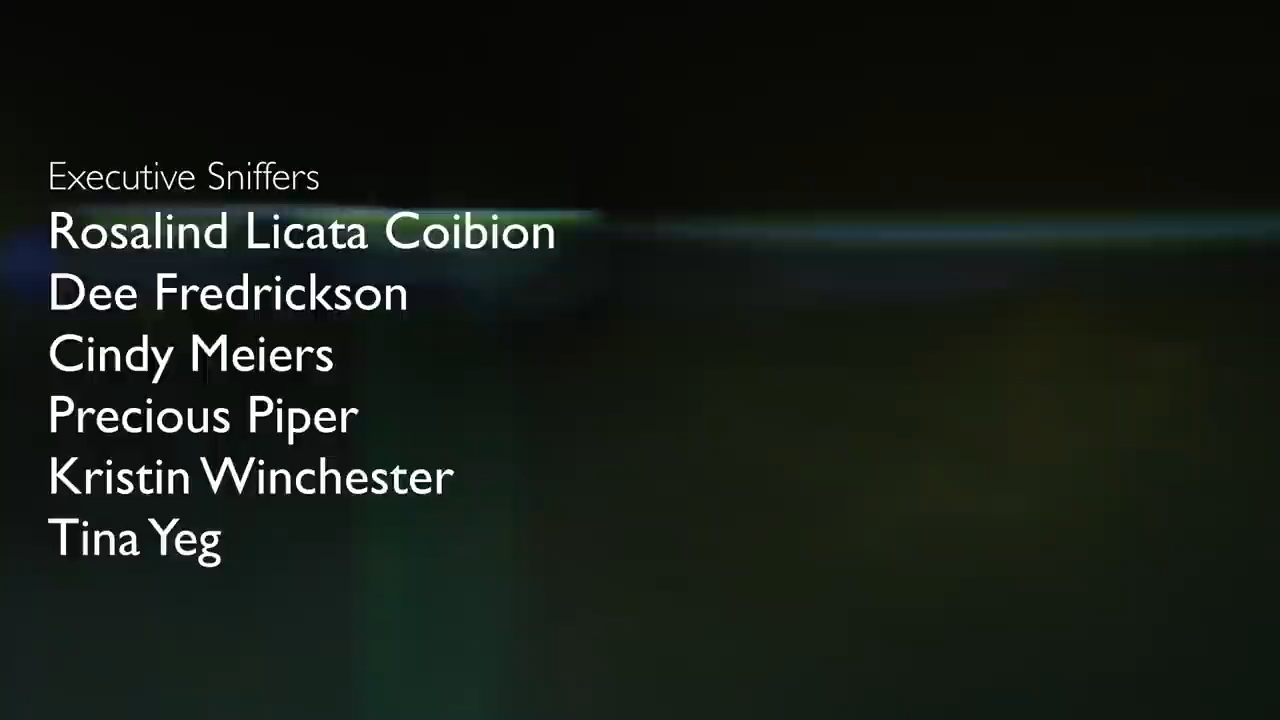 Executive Sniffers
Rosalind Licata Coibion
Dee Fredrickson
Cindy Meiers
Precious Piper
Kristin Winchester
Tina Yeg